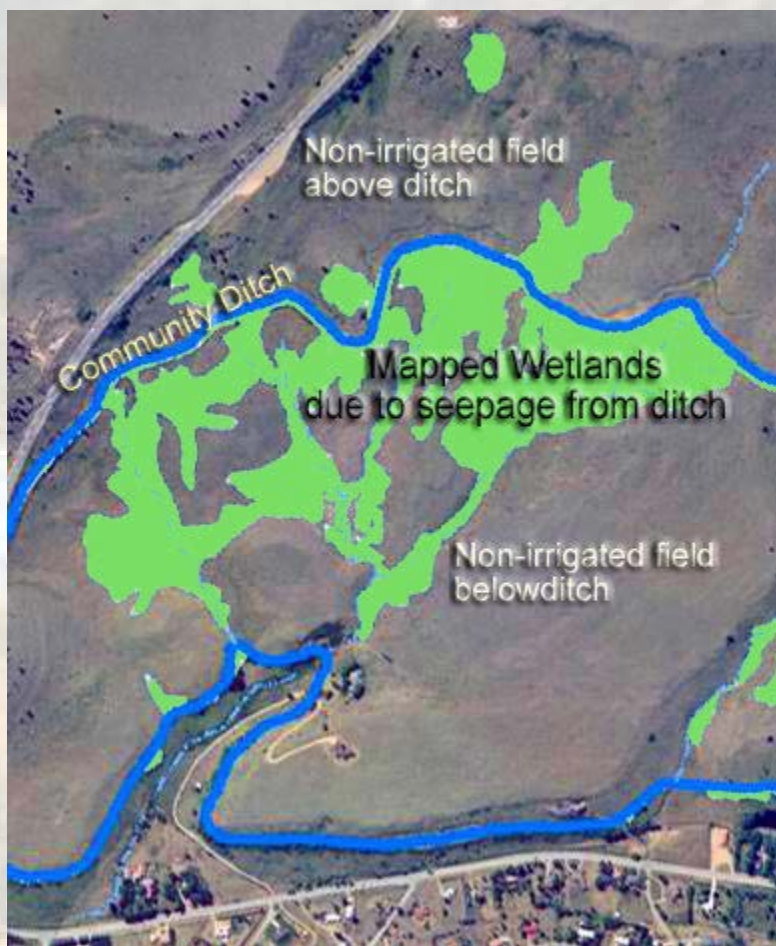 Non-irrigated field
above ditch
Community Ditch
Mapped Wetlands
due to seepage from ditch
Non-irrigated field
belowditch